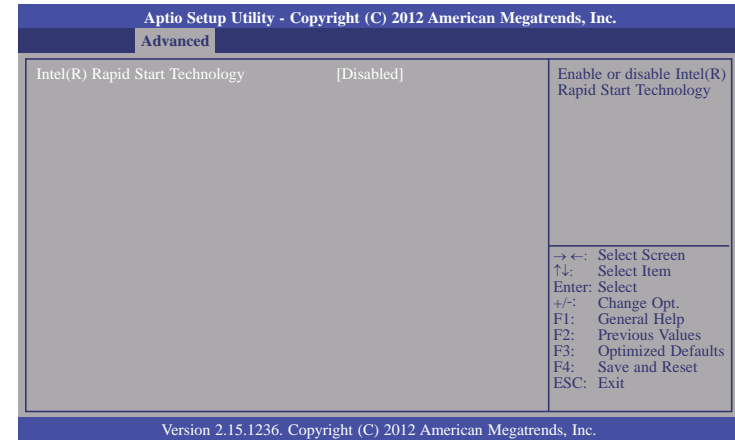 Aptio Setup Utility - Copyright (C) 2012 American Megatrends, Inc.
Advanced
Intel(R) Rapid Start Technology [Disabled]
Enable or disable Intel(R)
Rapid Start Technology
→ ←: Select Screen
↑↓: Select Item
Enter: Select
+/-: Change Opt.
F1: General Help
F2: Previous Values
F3: Optimized Defaults
F4: Save and Reset
ESC: Exit
Version 2.15.1236. Copyright (C) 2012 American Megatrends, Inc.